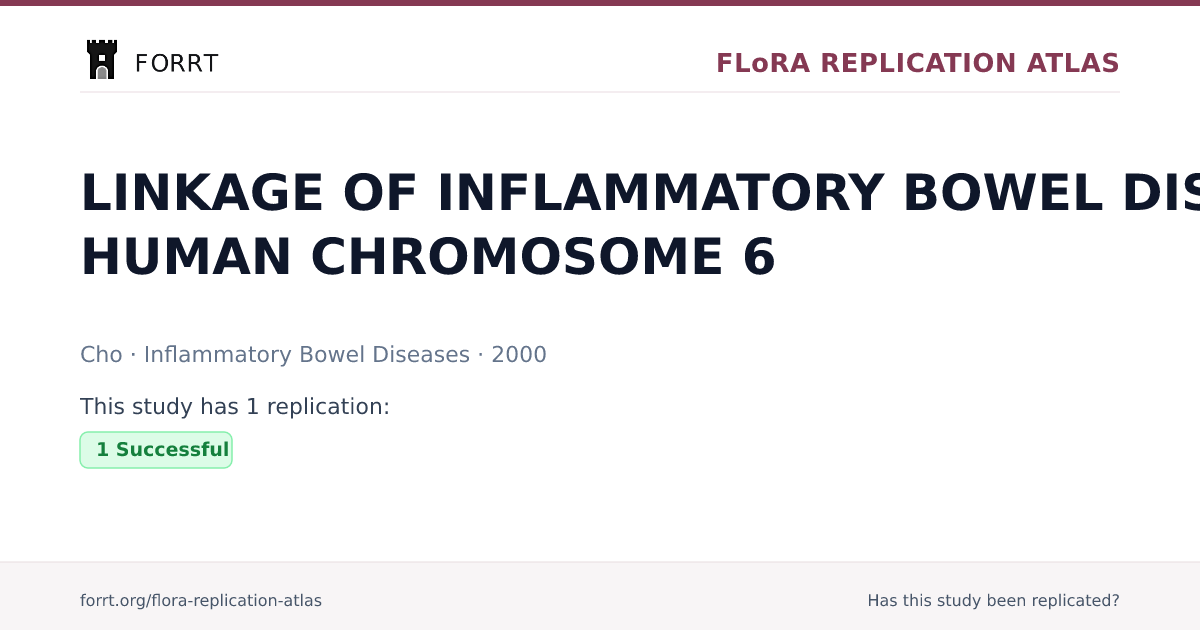 FORRT
FLoRA REPLICATION ATLAS
LINKAGE OF INFLAMMATORY BOWEL DIS
HUMAN CHROMOSOME 6
Cho · Inflammatory Bowel Diseases · 2000
This study has 1 replication:
1 Successful
forrt.org/flora-replication-atlas
Has this study been replicated?